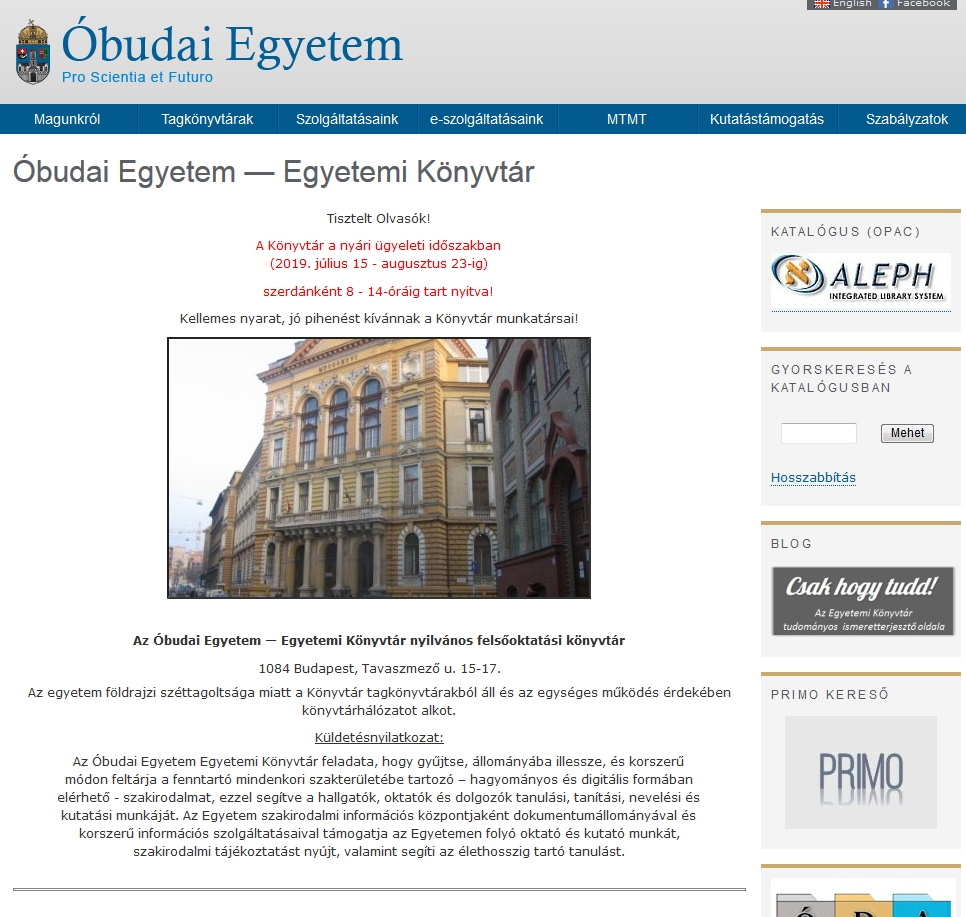 English Facebook
Óbudai Egyetem
Pro Scientia et Futuro
Magunkról Tagkönyvtárak Szolgáltatásaink e-szolgáltatásaink MTMT Kutatástámogatás Szabályzatok
Óbudai Egyetem — Egyetemi Könyvtár
Tisztelt Olvasók!
A Könyvtár a nyári ügyeleti időszakban
(2019. július 15 - augusztus 23-ig)
szerdánként 8 - 14-óráig tart nyitva!
Kellemes nyarat, jó pihenést kívánnak a Könyvtár munkatársai!
Az Óbudai Egyetem — Egyetemi Könyvtár nyilvános felsőoktatási könyvtár
1084 Budapest, Tavaszmező u. 15-17.
Az egyetem földrajzi széttagoltsága miatt a Könyvtár tagkönyvtárakból áll és az egységes működés érdekében
könyvtárhálózatot alkot.
Küldetésnyilatkozat:
Az Óbudai Egyetem Egyetemi Könyvtár feladata, hogy gyűjtse, állományába illessze, és korszerű
módon feltárja a fenntartó mindenkori szakterületébe tartozó – hagyományos és digitális formában
elérhető - szakirodalmat, ezzel segítve a hallgatók, oktatók és dolgozók tanulási, tanítási, nevelési és
kutatási munkáját. Az Egyetem szakirodalmi információs központjaként dokumentumállományával és
korszerű információs szolgáltatásaival támogatja az Egyetemen folyó oktató és kutató munkát,
szakirodalmi tájékoztatást nyújt, valamint segíti az élethosszig tartó tanulást.
KATALÓGUS (OPAC)
ALEPH
INTEGRATED LIBRARY SYSTEM
GYORSKERESÉS A
KATALÓGUSBAN
Mehet
Hosszabbítás
BLOG
Csak hogy tudd!
Az Egyetemi Könyvtár
tudományos ismeretterjesztő oldala
PRIMO KERESŐ
PRIMO
Ó D A